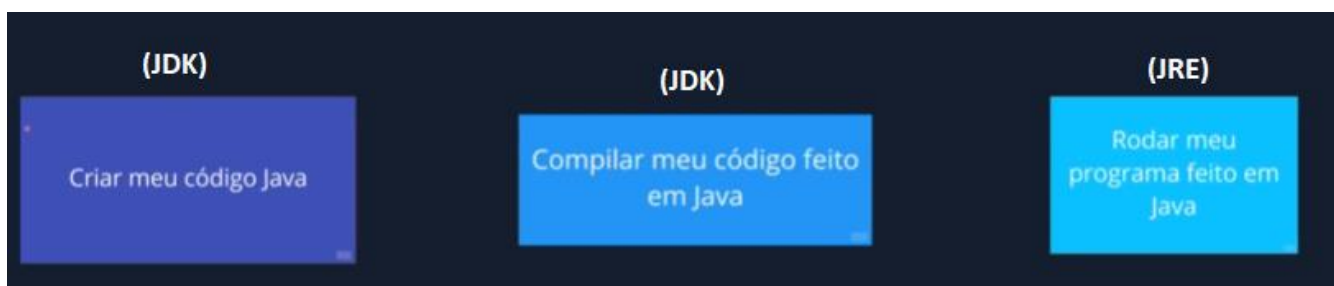 (JDK)
Criar meu código Java
(JDK)
Compilar meu código feito
em Java
(JRE)
Rodar meu
programa feito em
Java